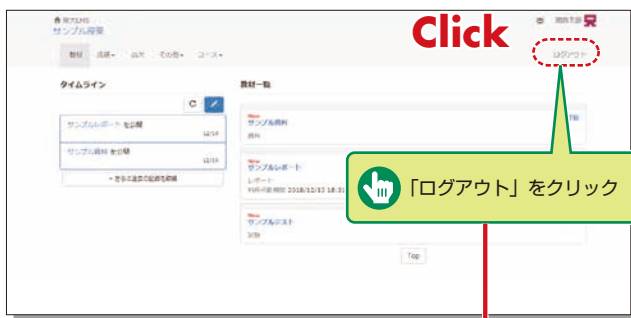 サンプル授業
Click
教材 成績▾ 出欠 その他▾ コース▾
ログアウト
タイムライン
教材一覧
サンプルレポート を公開
12/14
サンプル資料 を公開
12/14
New
サンプル資料
資料
New
サンプルレポート
レポート
「ログアウト」をクリック
New
サンプルテスト
試験
Top